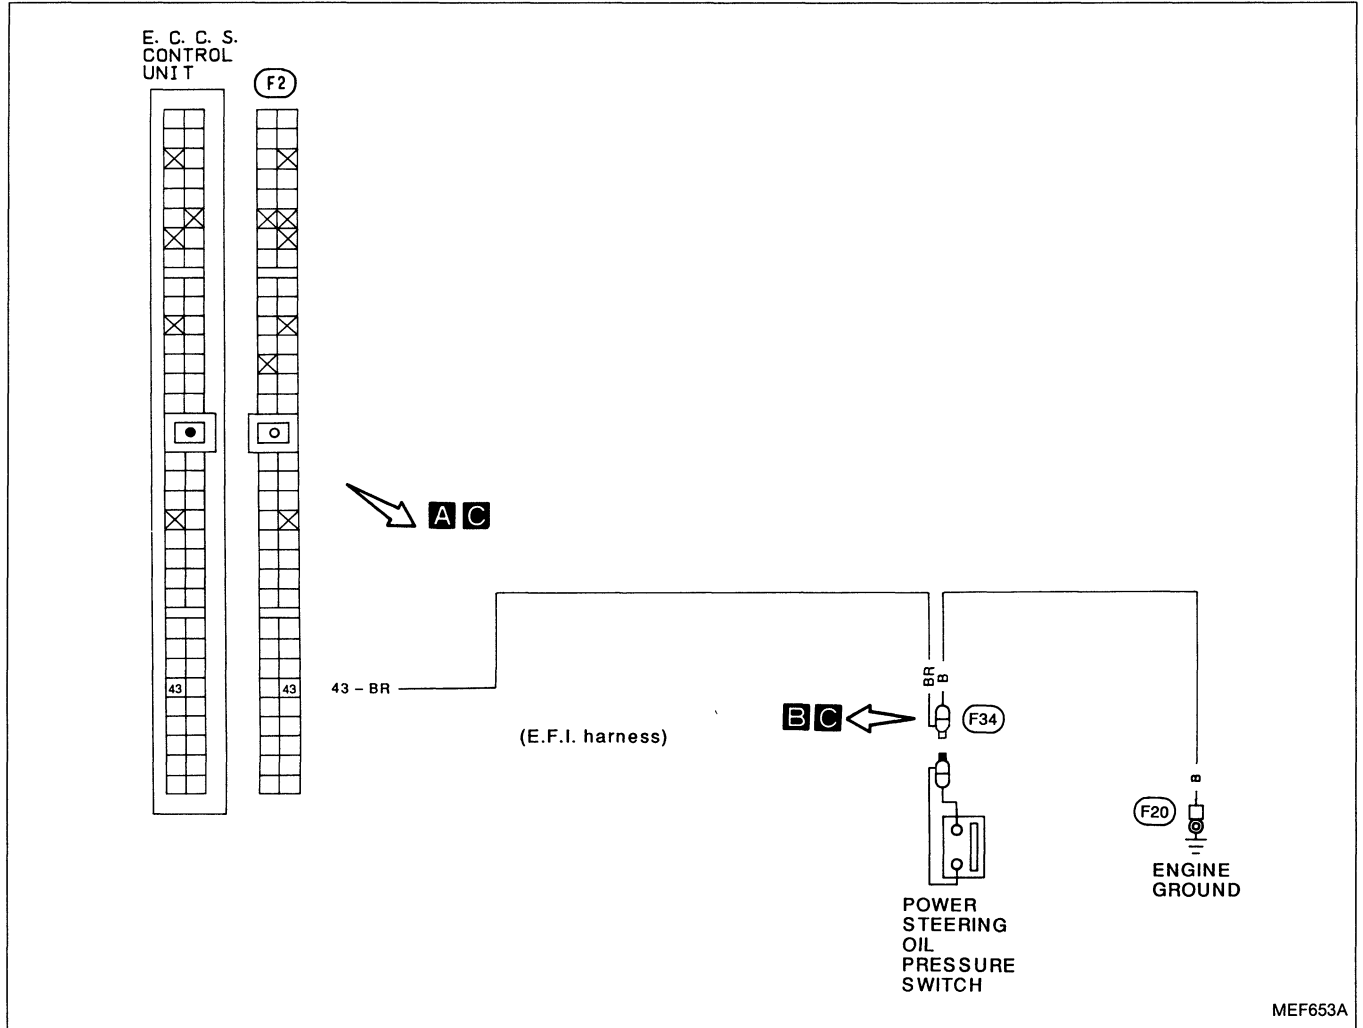 E. C. C. S.
CONTROL
UNIT
F2
A C
43
43
43 – BR
BR
B
B C
F34
(E.F.I. harness)
B
F20
ENGINE
GROUND
POWER
STEERING
OIL
PRESSURE
SWITCH
MEF653A